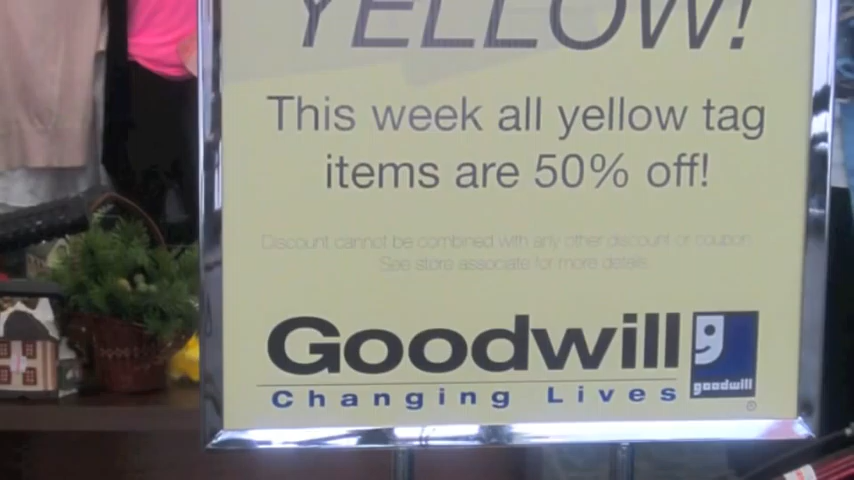 YELLOW!
This week all yellow tag
items are 50% off!
Discount cannot be combined with any other discount or coupon.
See store associate for more details.
Goodwill
Changing Lives
goodwill
®